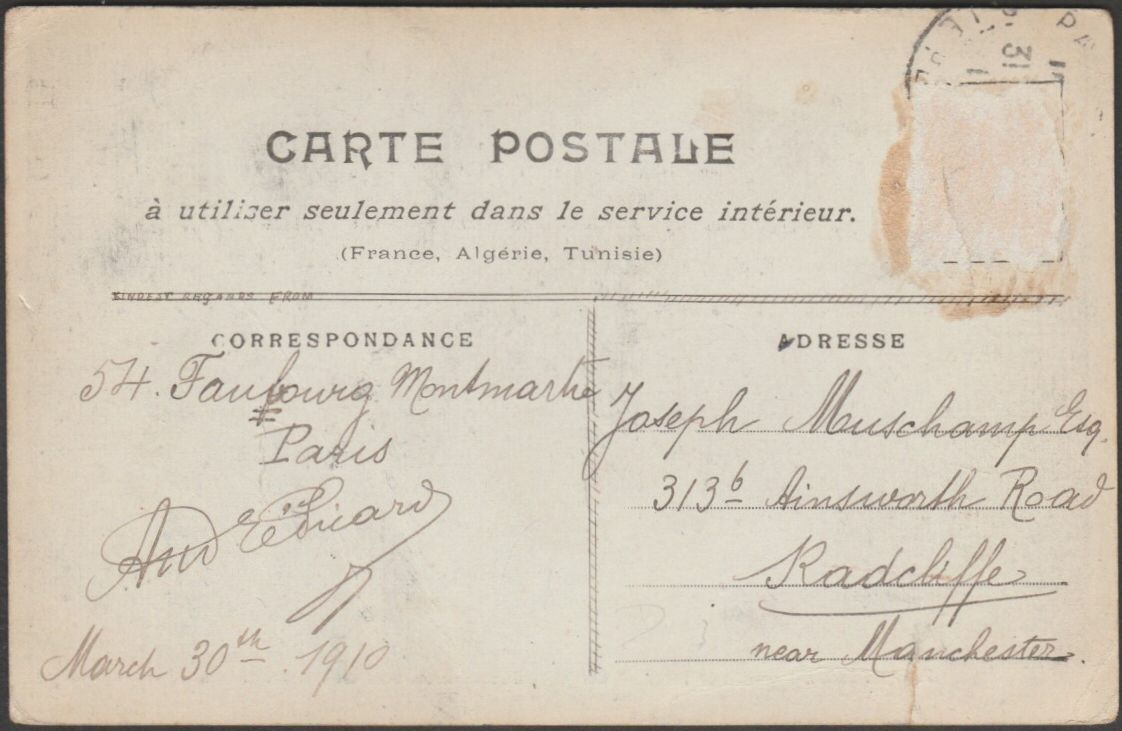 31
CARTE POSTALE
à utiliser seulement dans le service intérieur.
(France, Algérie, Tunisie)
KINDEST REGARDS FROM
CORRESPONDANCE
54. Faubourg Montmartre
Paris
March 30th 1910
ADRESSE
Joseph Muschamp Esq.
313b Ainsworth Road
Radcliffe
near Manchester.